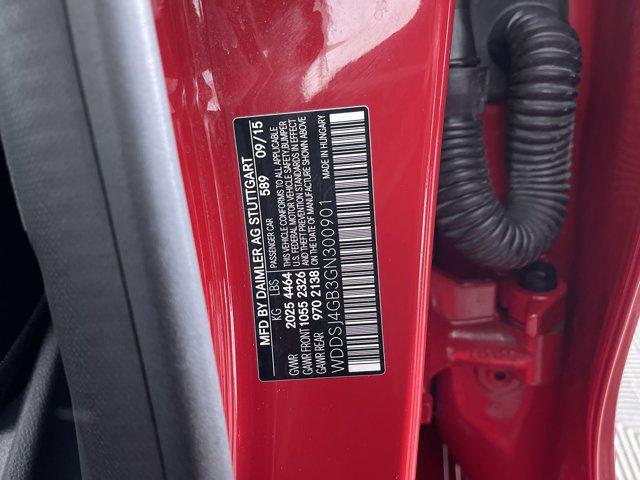 MFD BY DAIMLER AG STUTTGART
PASSENGER CAR 589 09/15
KG LBS
GVWR 2025 4464
GAWR FRONT 1055 2326
GAWR REAR 970 2138
THIS VEHICLE CONFORMS TO ALL APPLICABLE
U.S. FEDERAL MOTOR VEHICLE SAFETY,BUMPER
AND THEFT PREVENTION STANDARDS IN EFFECT
ON THE DATE OF MANUFACTURE SHOWN ABOVE
WDDSJ4GB3GN300901
MADE IN HUNGARY